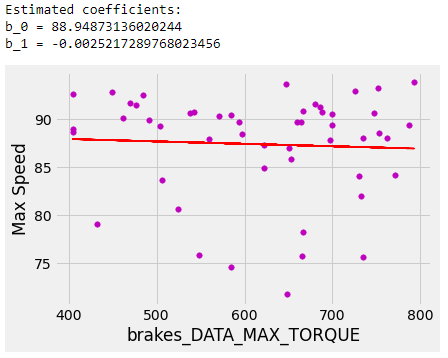 Estimated coefficients:
b_0 = 88.94873136020244
b_1 = -0.0025217289768023456
90
85
80
75
Max Speed
400 500 600 700 800
brakes_DATA_MAX_TORQUE